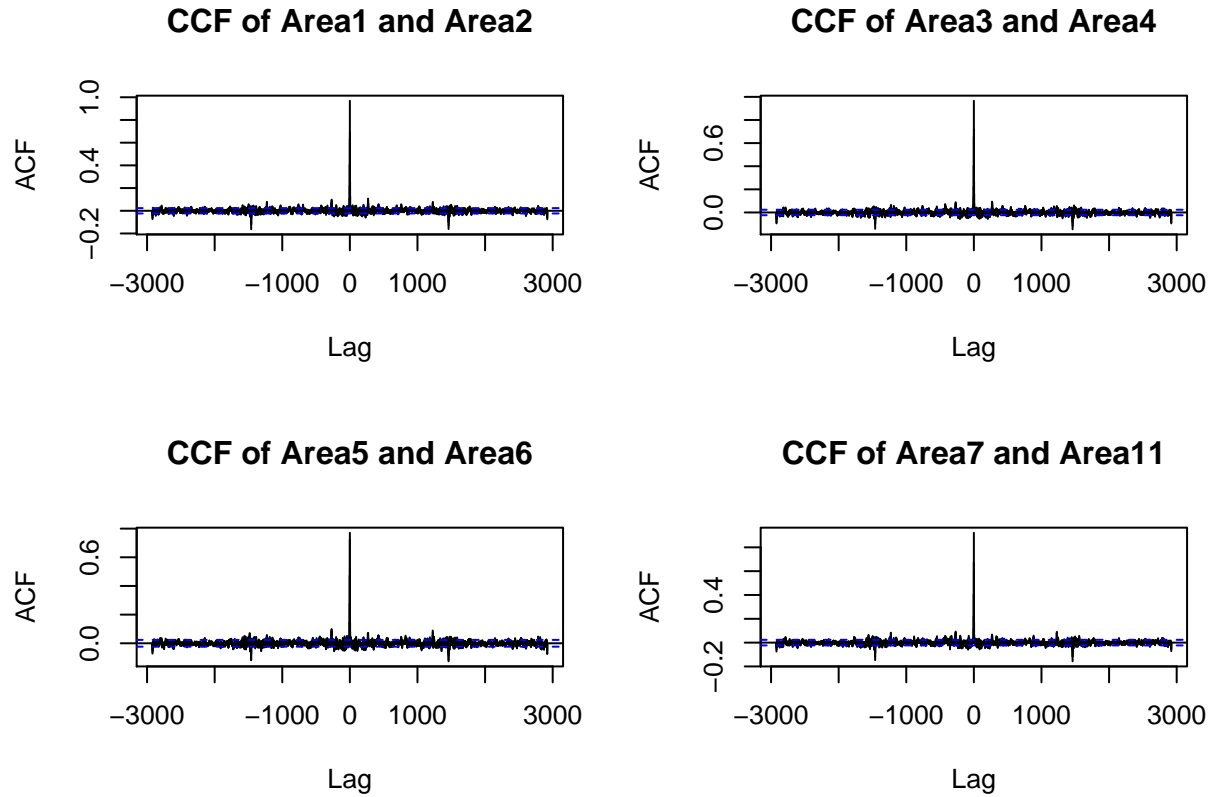 CCF of Area1 and Area2
ACF
1.0
0.4
−0.2
−3000 −1000 0 1000 3000
Lag
CCF of Area3 and Area4
ACF
0.6
0.0
−3000 −1000 0 1000 3000
Lag
CCF of Area5 and Area6
ACF
0.6
0.0
−3000 −1000 0 1000 3000
Lag
CCF of Area7 and Area11
ACF
0.4
−0.2
−3000 −1000 0 1000 3000
Lag